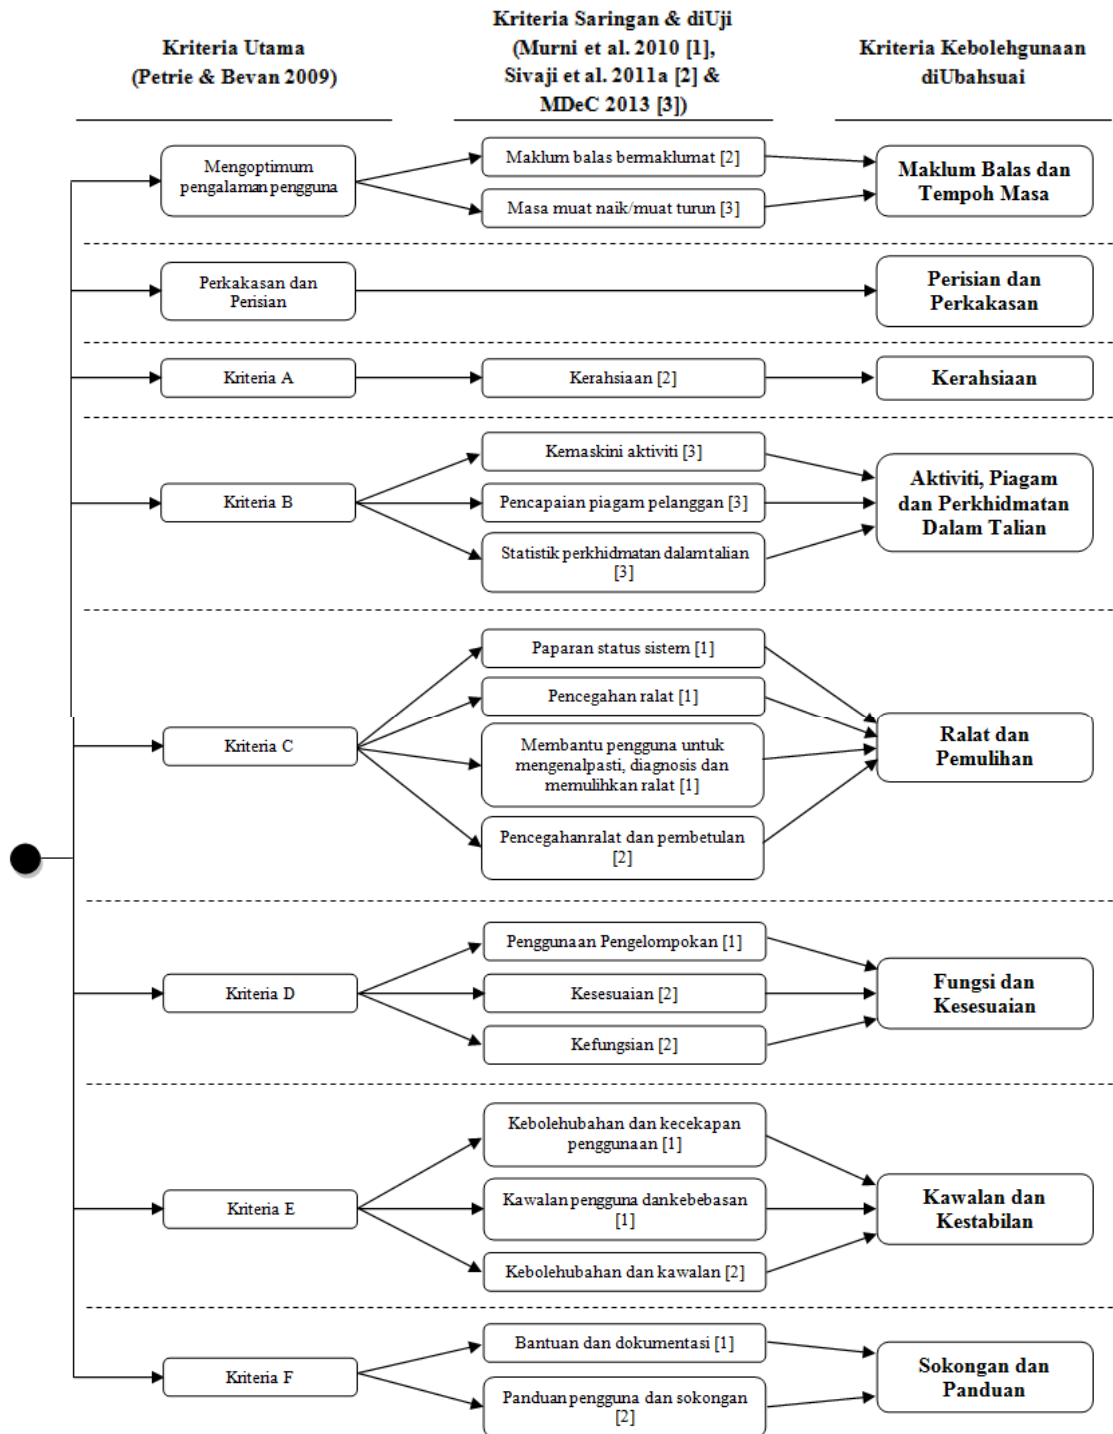 Kriteria Utama
(Petrie & Bevan 2009)
Kriteria Saringan & diUji
(Murni et al. 2010 [1],
Sivaji et al. 2011a [2] &
MDeC 2013 [3])
Kriteria Kebolehgunaan
diUbahsuai
Mengoptimum
pengalaman pengguna
Maklum balas bermaklumat [2]
Masa muat naik/muat turun [3]
Maklum Balas dan
Tempoh Masa
Perkakasan dan
Perisian
Perisian dan
Perkakasan
Kriteria A
Kerahsiaan [2]
Kerahsiaan
Kriteria B
Kemaskini aktiviti [3]
Pencapaian piagam pelanggan [3]
Statistik perkhidmatan dalamtalian
[3]
Aktiviti, Piagam
dan Perkhidmatan
Dalam Talian
Kriteria C
Paparan status sistem [1]
Pencegahan ralat [1]
Membantu pengguna untuk
mengenalpasti, diagnosis dan
memulihkan ralat [1]
Pencegahanralat dan pembetulan
[2]
Ralat dan
Pemulihan
Kriteria D
Penggunaan Pengelompokan [1]
Kesesuaian [2]
Kefungsian [2]
Fungsi dan
Kesesuaian
Kriteria E
Kebolehubahan dan kecekapan
penggunaan [1]
Kawalan pengguna dankebebasan
[1]
Kebolehubahan dan kawalan [2]
Kawalan dan
Kestabilan
Kriteria F
Bantuan dan dokumentasi [1]
Panduan pengguna dan sokongan
[2]
Sokongan dan
Panduan